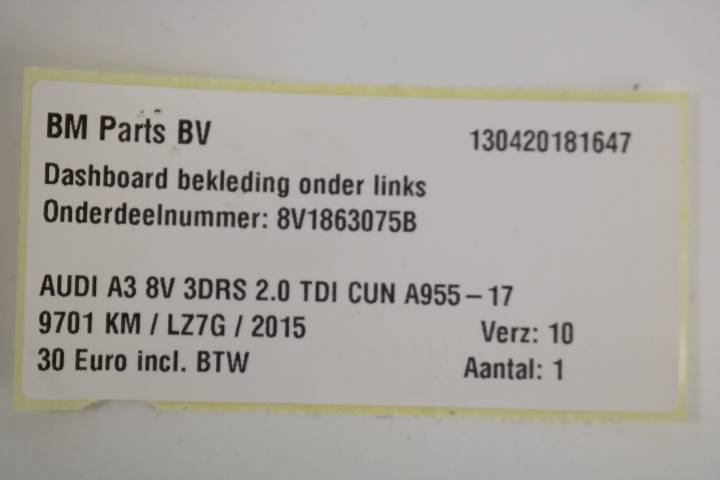 BM Parts BV 130420181647
Dashboard bekleding onder links
Onderdeelnummer: 8V1863075B
AUDI A3 8V 3DRS 2.0 TDI CUN A955-17
9701 KM / LZ7G / 2015 Verz: 10
30 Euro incl. BTW Aantal: 1